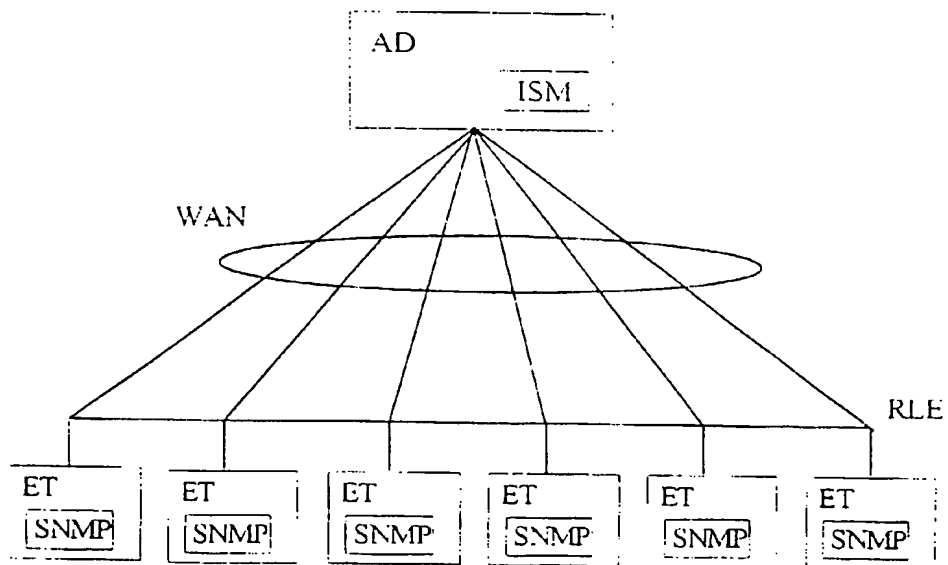 AD
ISM
WAN
RLE
ET ET ET ET ET ET
SNMP SNMP SNMP SNMP SNMP SNMP